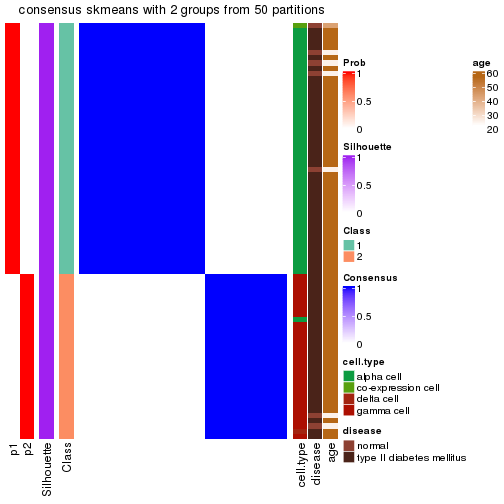 consensus skmeans with 2 groups from 50 partitions
Prob
1
0.5
0
age
60
50
40
30
20
Silhouette
1
0.5
0
Class
1
2
Consensus
1
0.5
0
cell.type
alpha cell
co-expression cell
delta cell
gamma cell
disease
normal
type II diabetes mellitus
p1
p2
Silhouette
Class
cell.type
disease
age